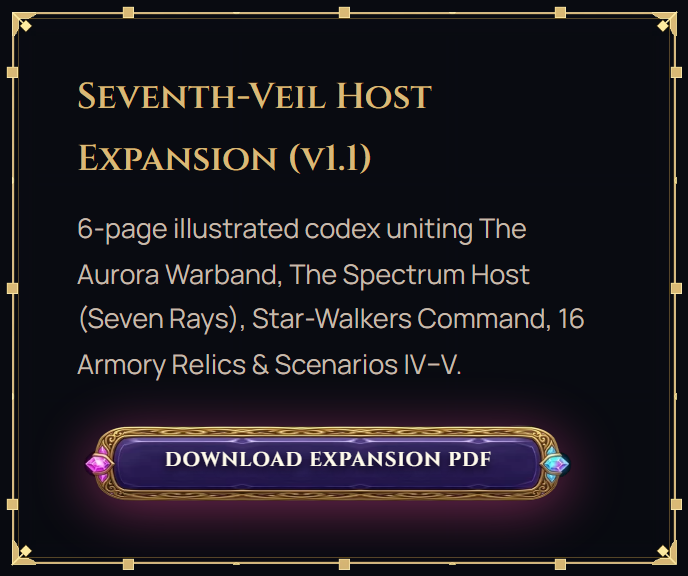 Seventh-Veil Host
Expansion (v1.1)
6-page illustrated codex uniting The
Aurora Warband, The Spectrum Host
(Seven Rays), Star-Walkers Command, 16
Armory Relics & Scenarios IV–V.
DOWNLOAD EXPANSION PDF